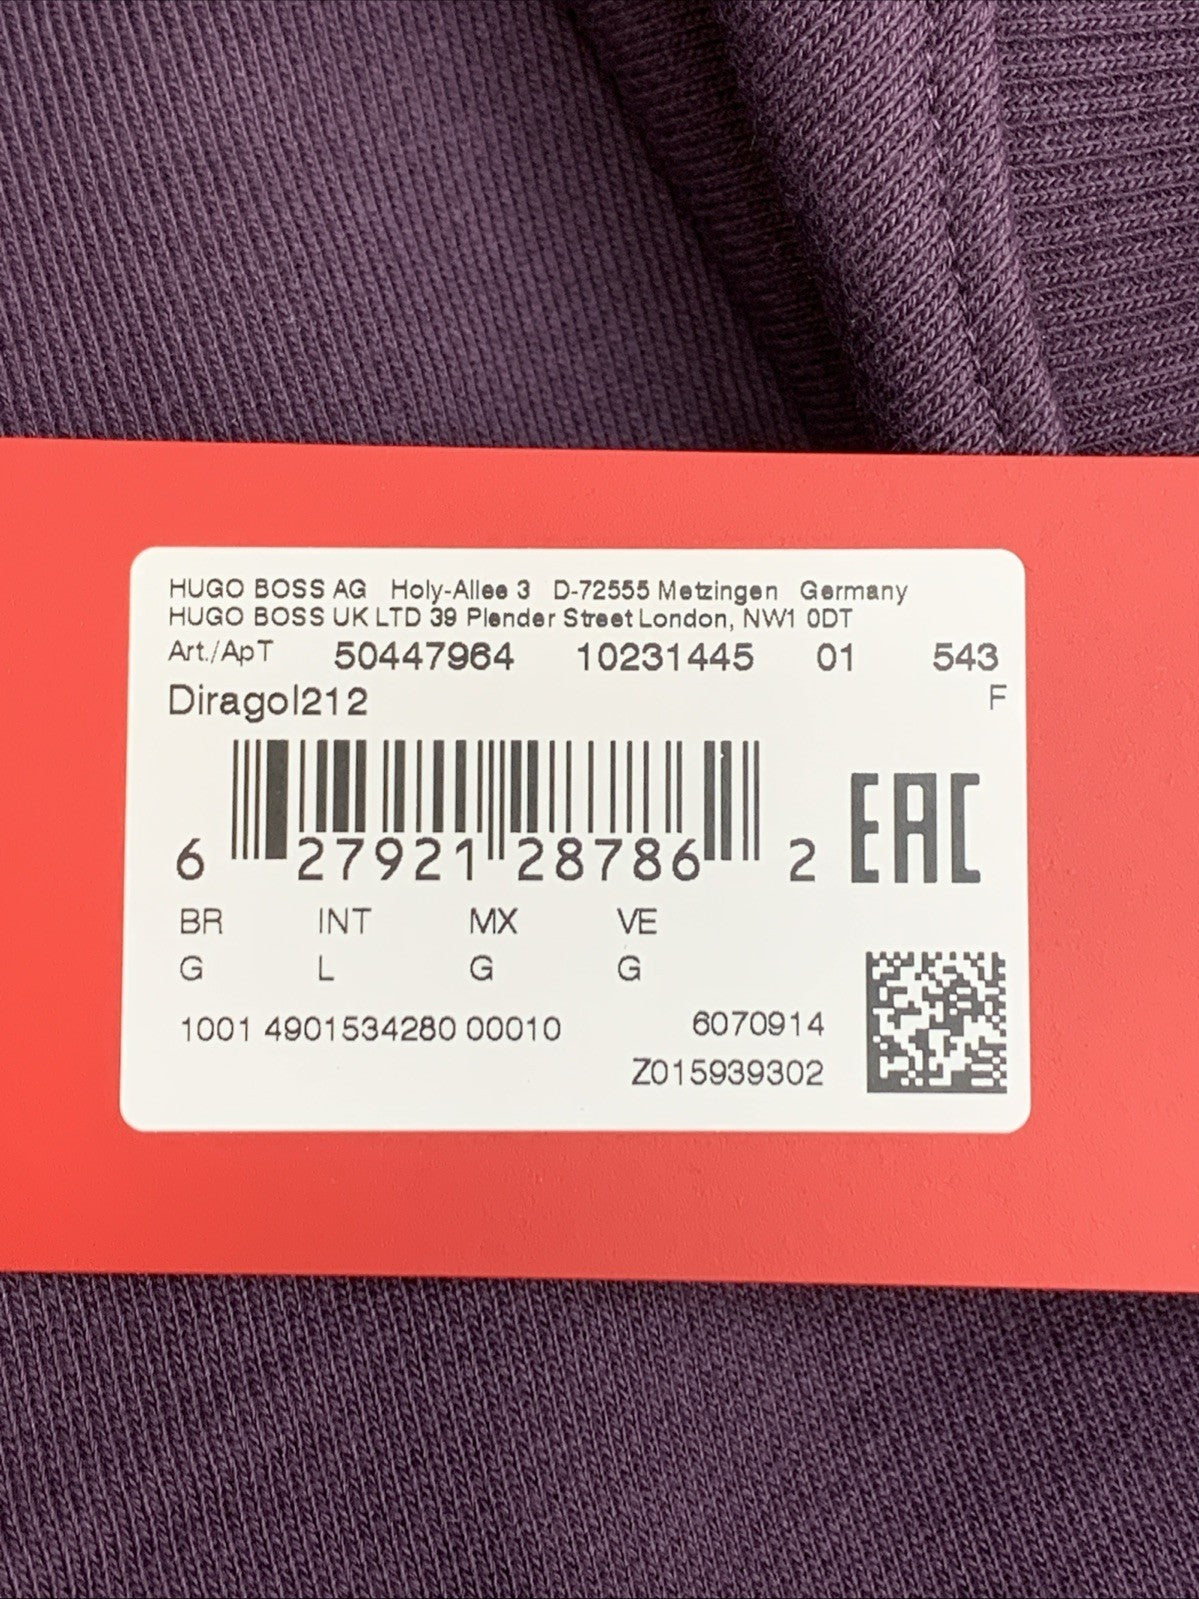 HUGO BOSS AG Holy-Allee 3 D-72555 Metzingen Germany
HUGO BOSS UK LTD 39 Plender Street London, NW1 0DT
Art./ApT 50447964 10231445 01 543
Diragol212 F
6 27921 28786 2 EAC
BR INT MX VE
G L G G
1001 4901534280 00010 6070914
Z015939302